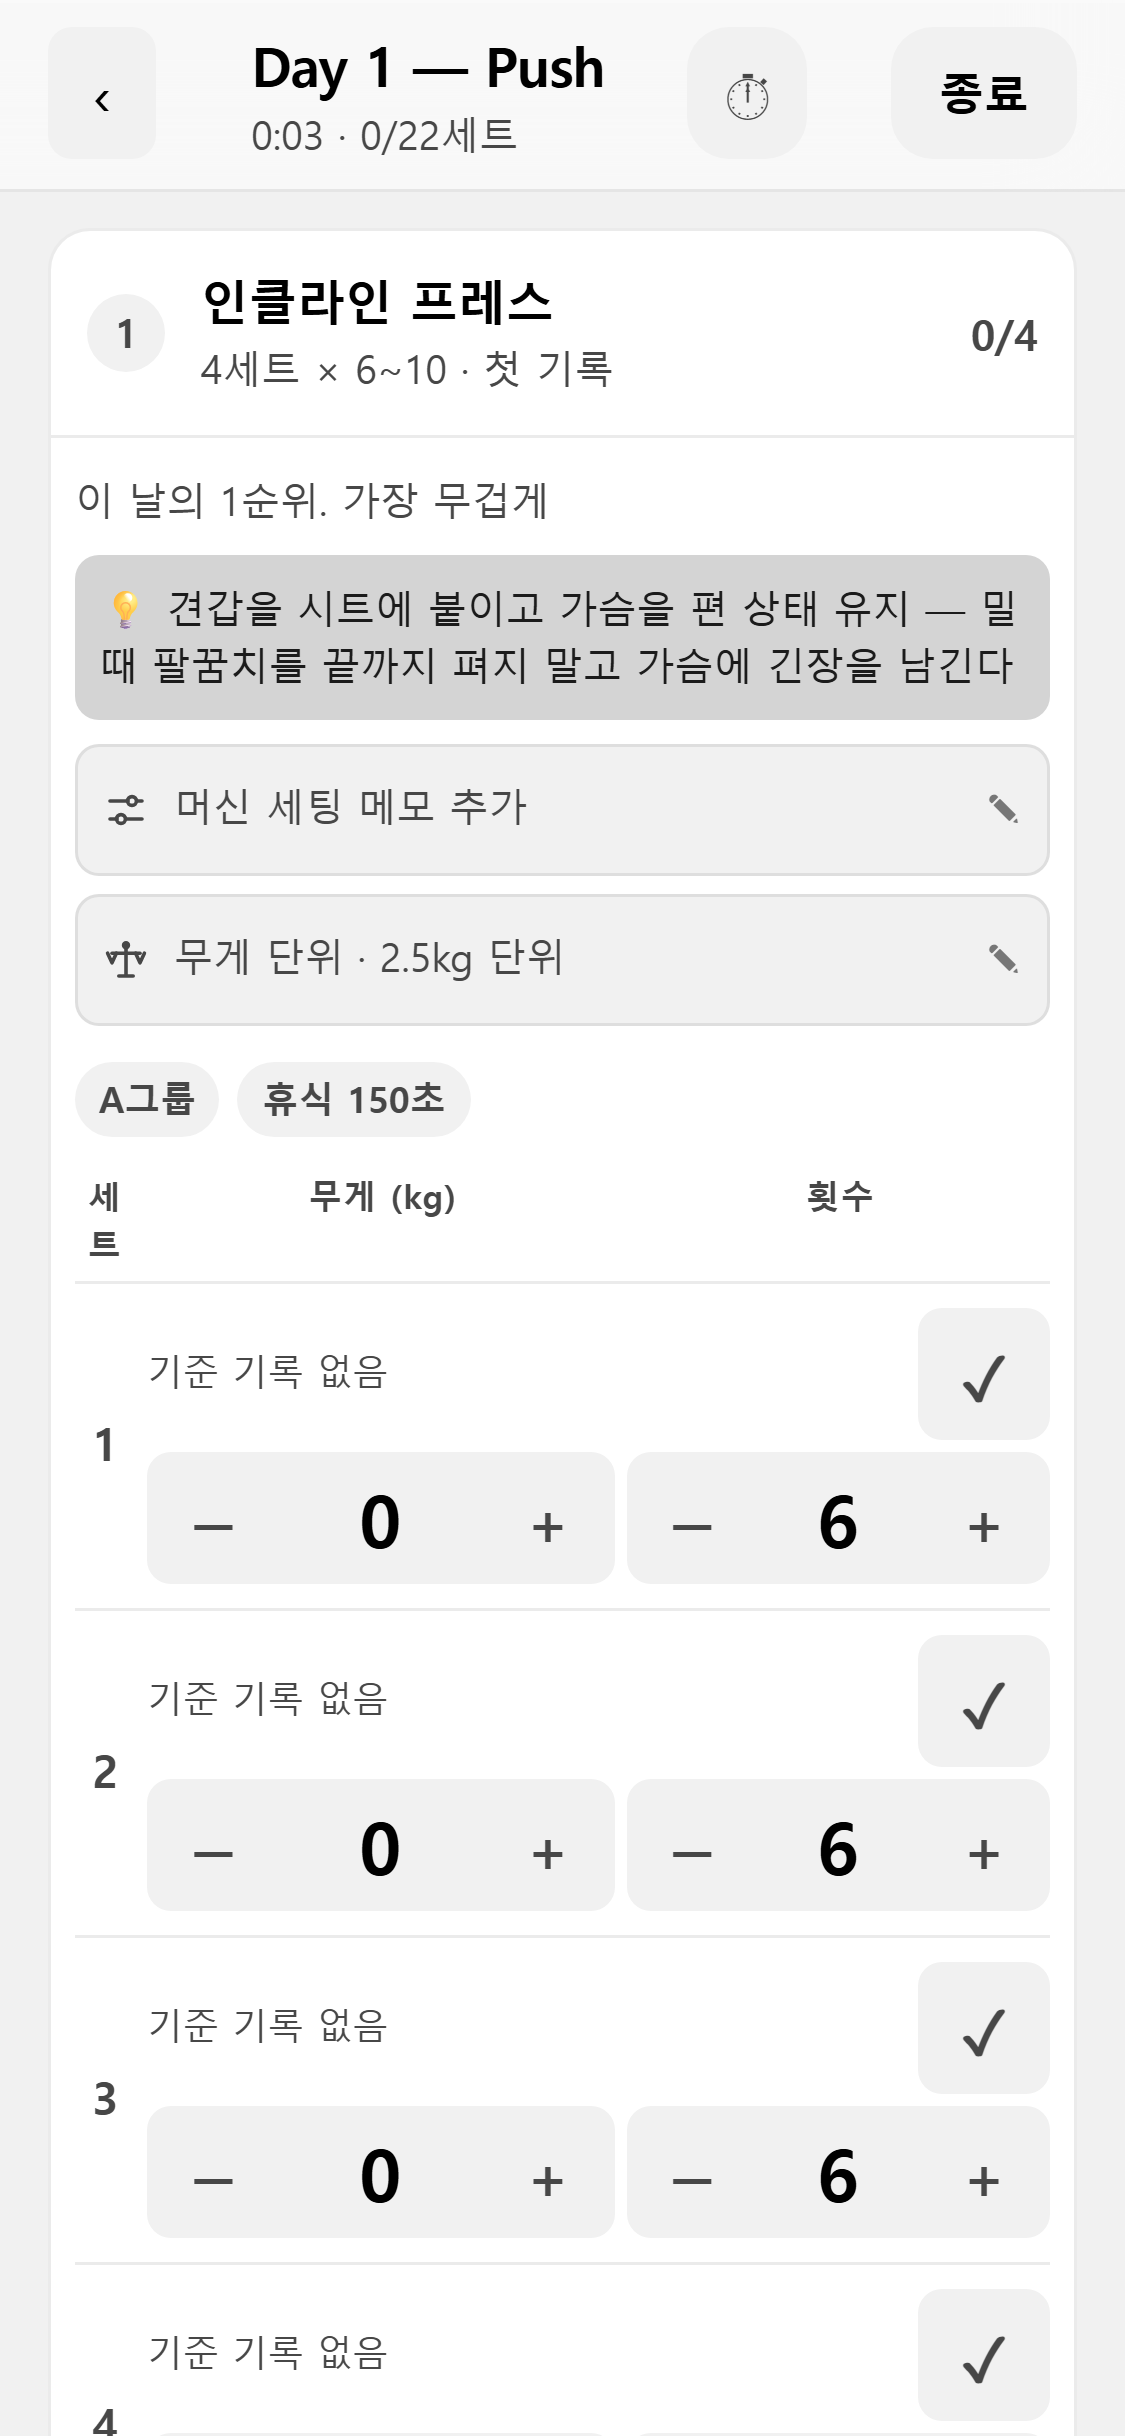 ‹
Day 1 — Push
0:03 · 0/22세트
종료
1
인클라인 프레스
4세트 × 6~10 · 첫 기록
0/4
이 날의 1순위. 가장 무겁게
💡 견갑을 시트에 붙이고 가슴을 편 상태 유지 — 밀
때 팔꿈치를 끝까지 펴지 말고 가슴에 긴장을 남긴다
머신 세팅 메모 추가
무게 단위 · 2.5kg 단위
A그룹 휴식 150초
세
트
무게 (kg)
횟수
기준 기록 없음
✓
1
— 0 + — 6 +
기준 기록 없음
✓
2
— 0 + — 6 +
기준 기록 없음
✓
3
— 0 + — 6 +
기준 기록 없음
✓
4